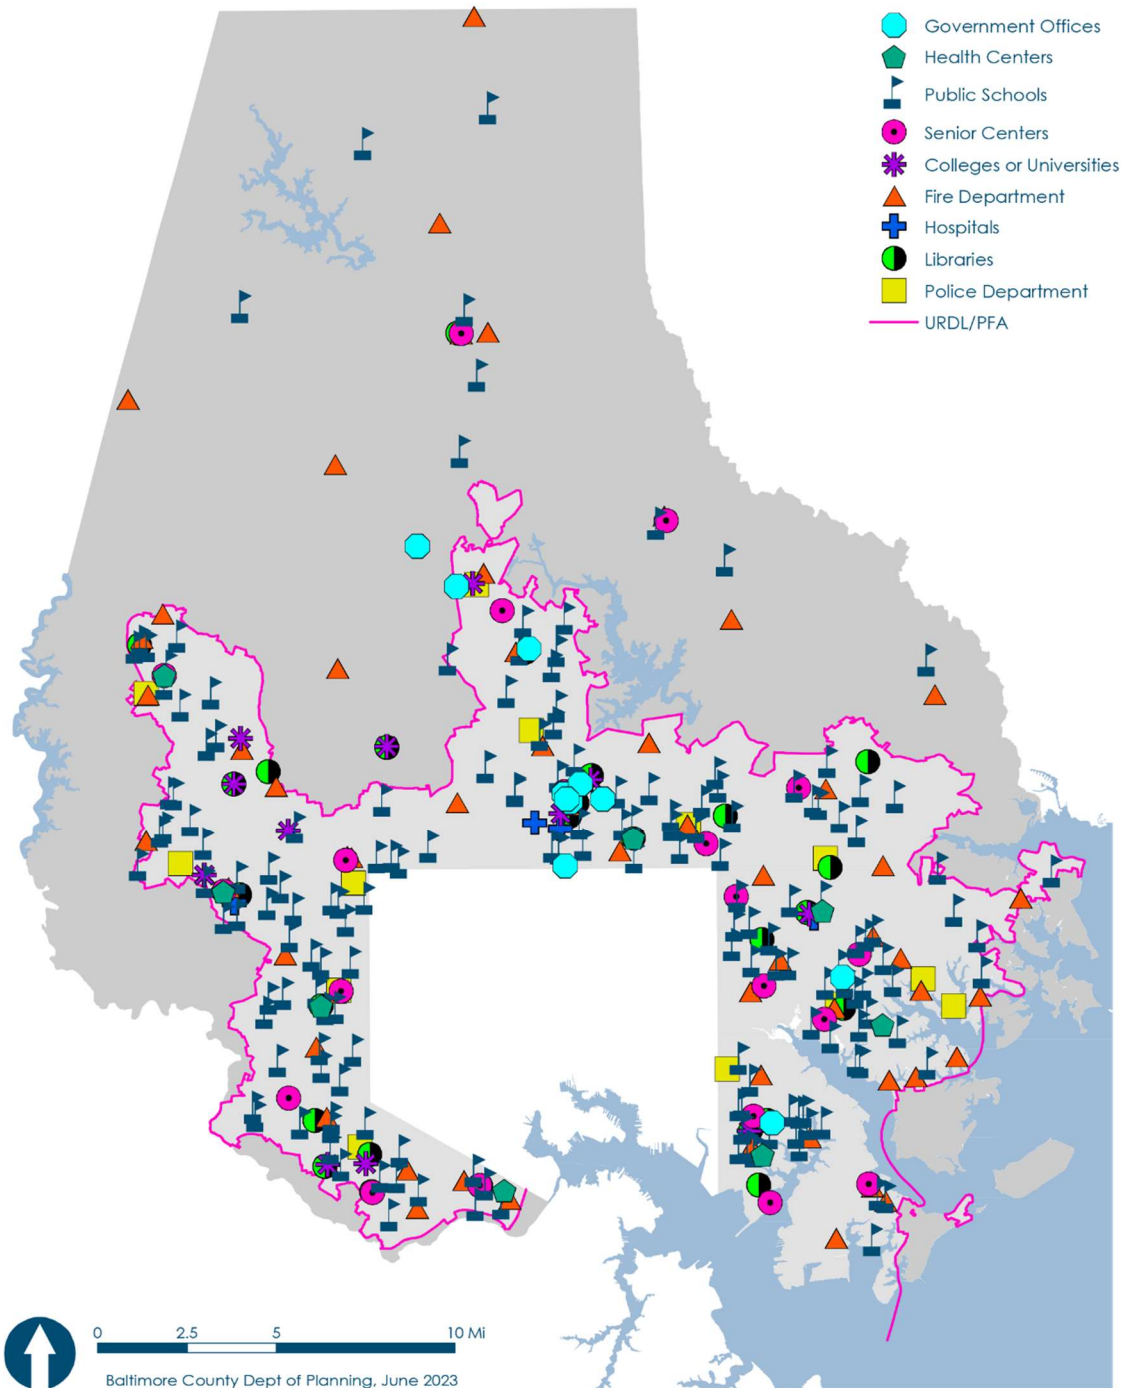 Government Offices
Health Centers
Public Schools
Senior Centers
Colleges or Universities
Fire Department
Hospitals
Libraries
Police Department
URDL/PFA
0 2.5 5 10 Mi
Baltimore County Dept of Planning, June 2023